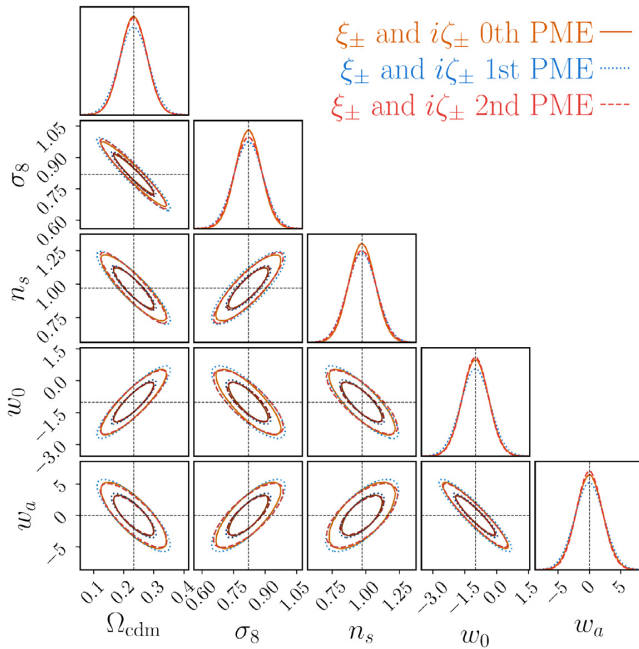 ξ± and iζ± 0th PME
ξ± and iζ± 1st PME
ξ± and iζ± 2nd PME
σ8
1.05
0.90
0.75
0.60
ns
1.25
1.00
0.75
w0
1.5
0.0
−1.5
−3.0
wa
5
0
−5
0.1 0.2 0.3 0.4 0.60 0.75 0.90 1.05 0.75 1.00 1.25 −3.0 −1.5 0.0 1.5 −5 0 5
Ωcdm σ8 ns w0 wa